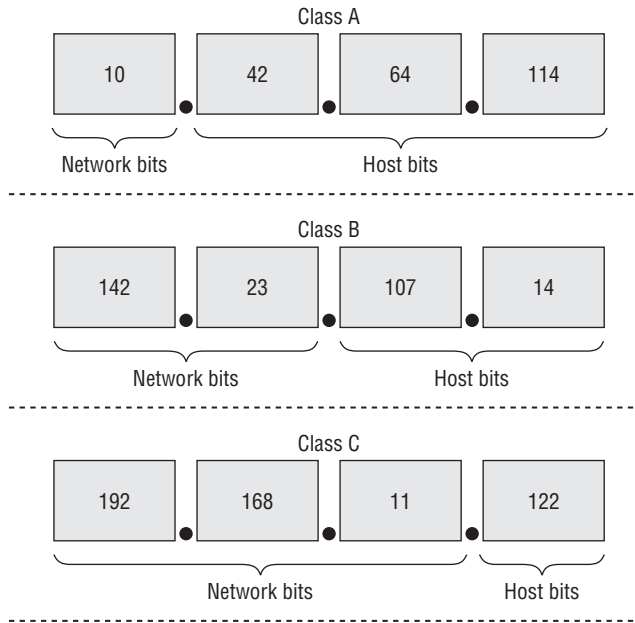 Class A
10 . 42 . 64 . 114
Network bits Host bits
Class B
142 . 23 . 107 . 14
Network bits Host bits
Class C
192 . 168 . 11 . 122
Network bits Host bits